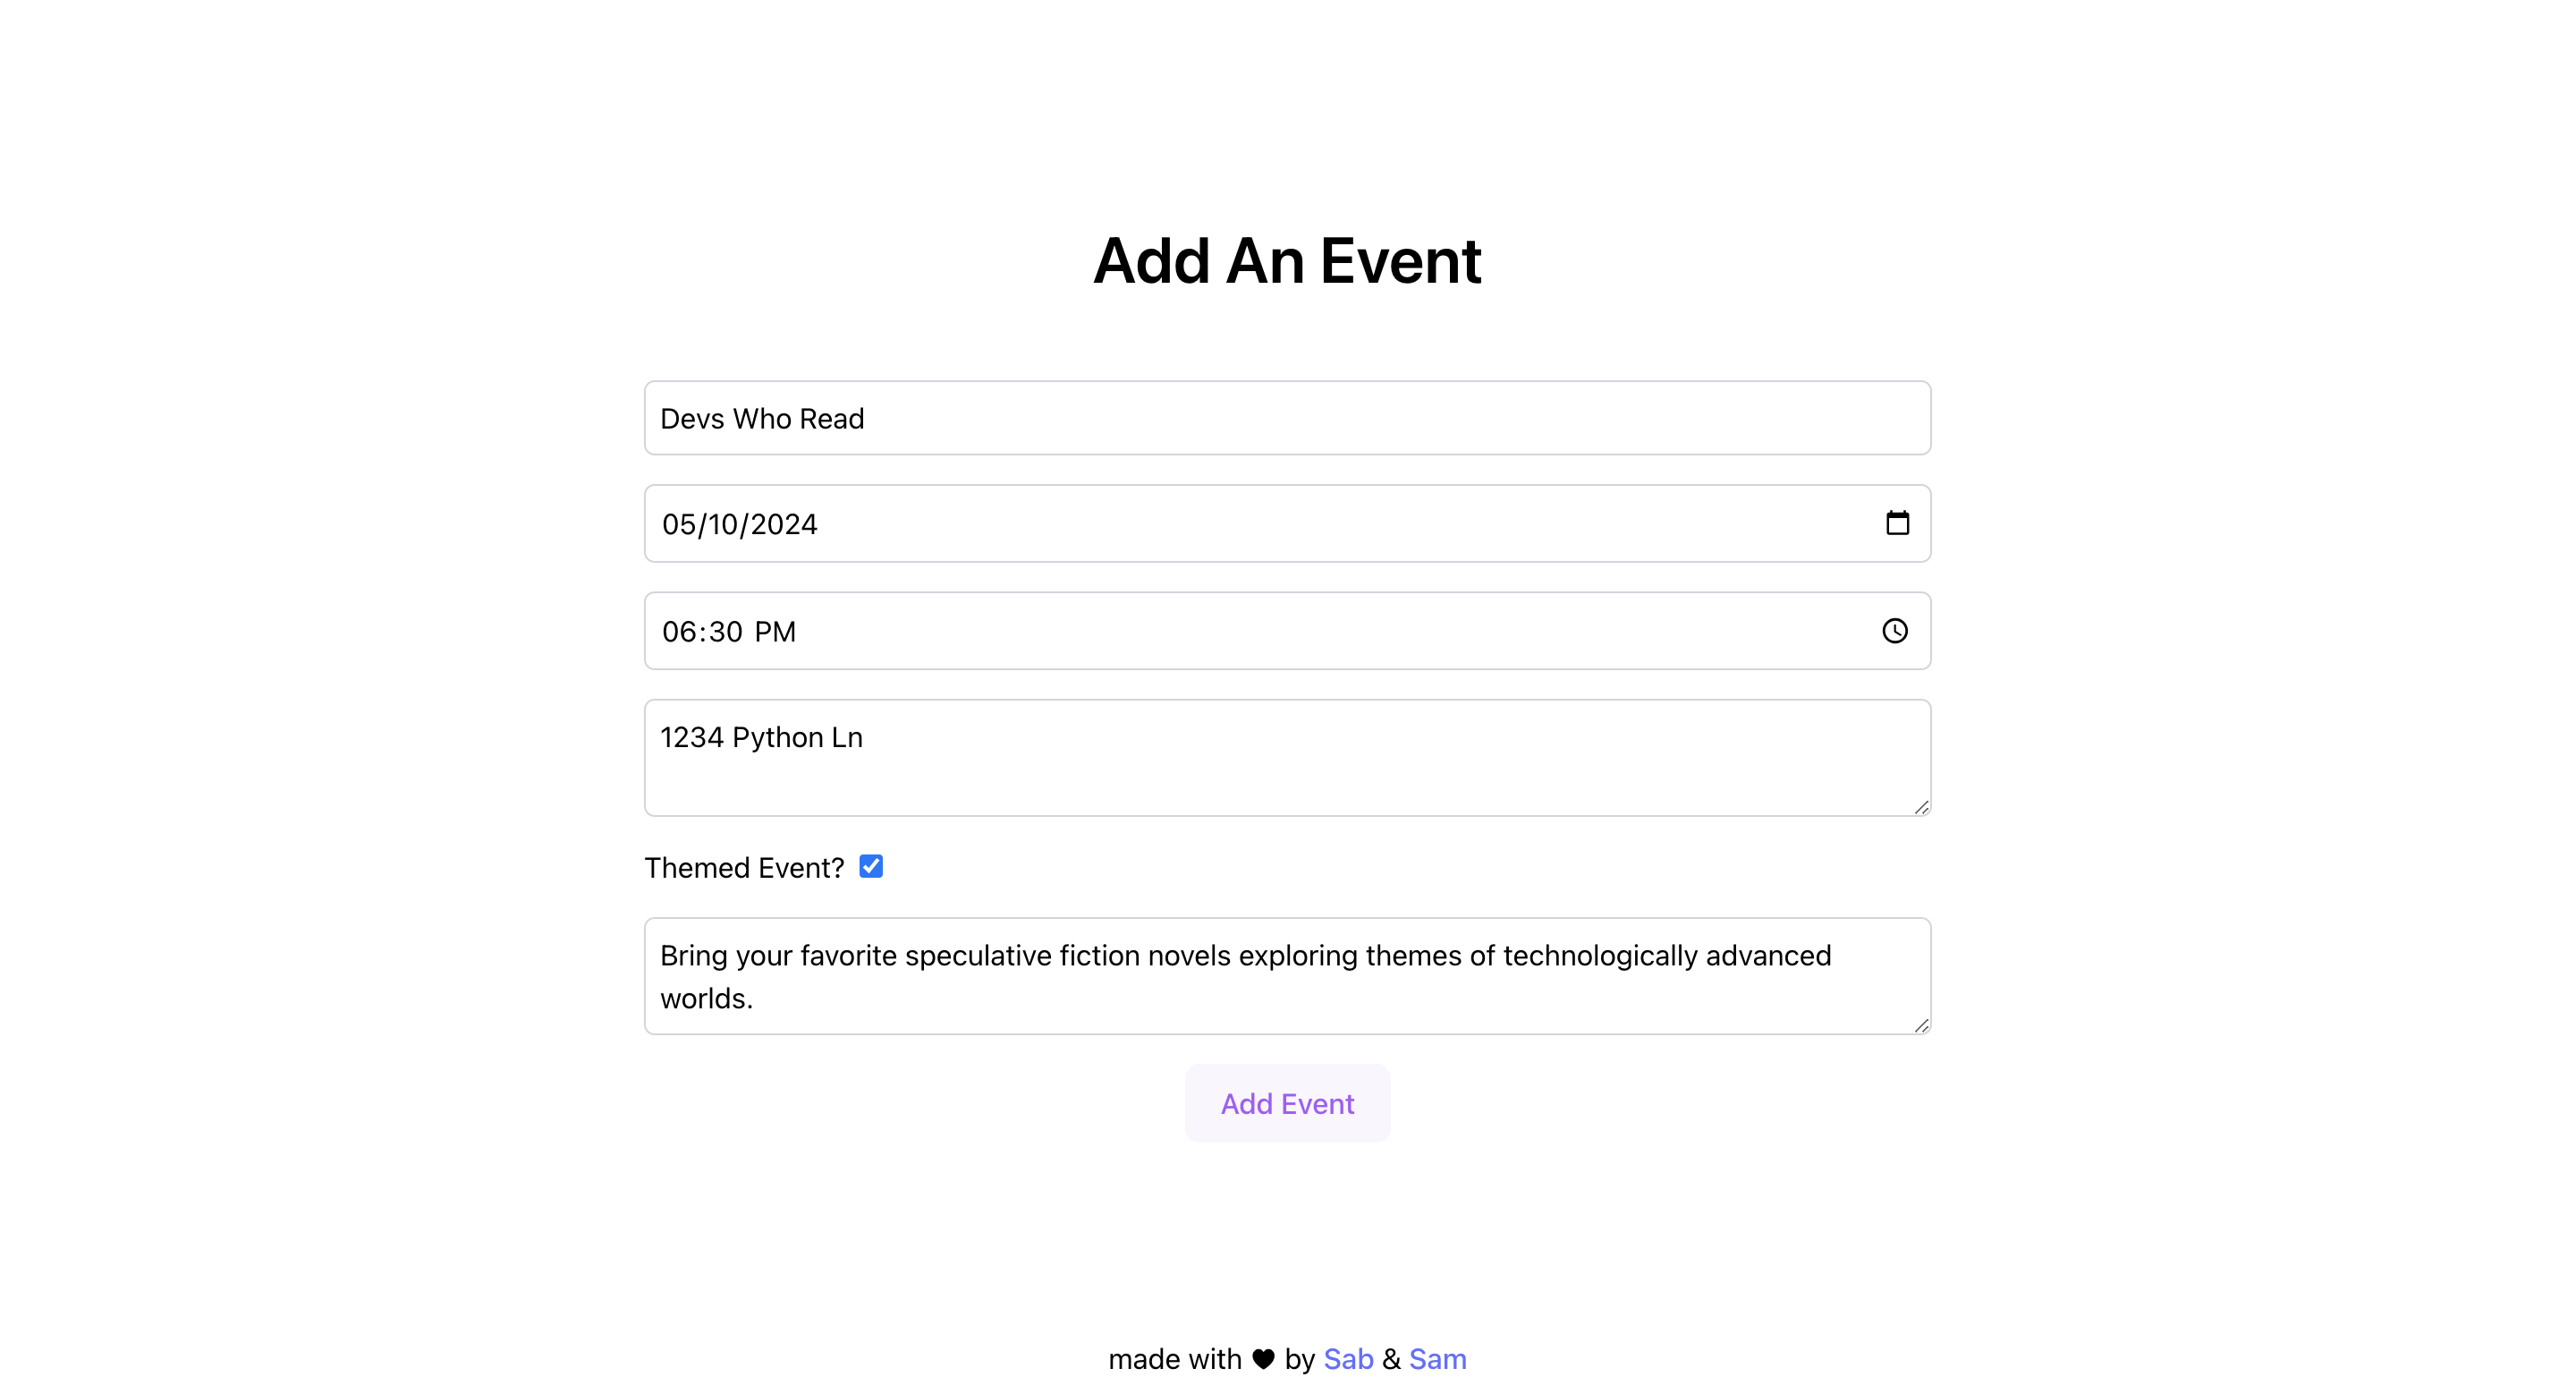 Add An Event
Devs Who Read
05/10/2024
06:30 PM
1234 Python Ln
Themed Event?
Bring your favorite speculative fiction novels exploring themes of technologically advanced
worlds.
Add Event
made with ♥ by Sab & Sam